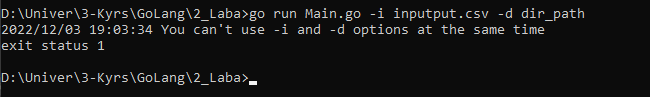 D:\Univer\3-Kyrs\GoLang\2_Laba>go run Main.go -i inputput.csv -d dir_path
2022/12/03 19:03:34 You can't use -i and -d options at the same time
exit status 1
D:\Univer\3-Kyrs\GoLang\2_Laba>